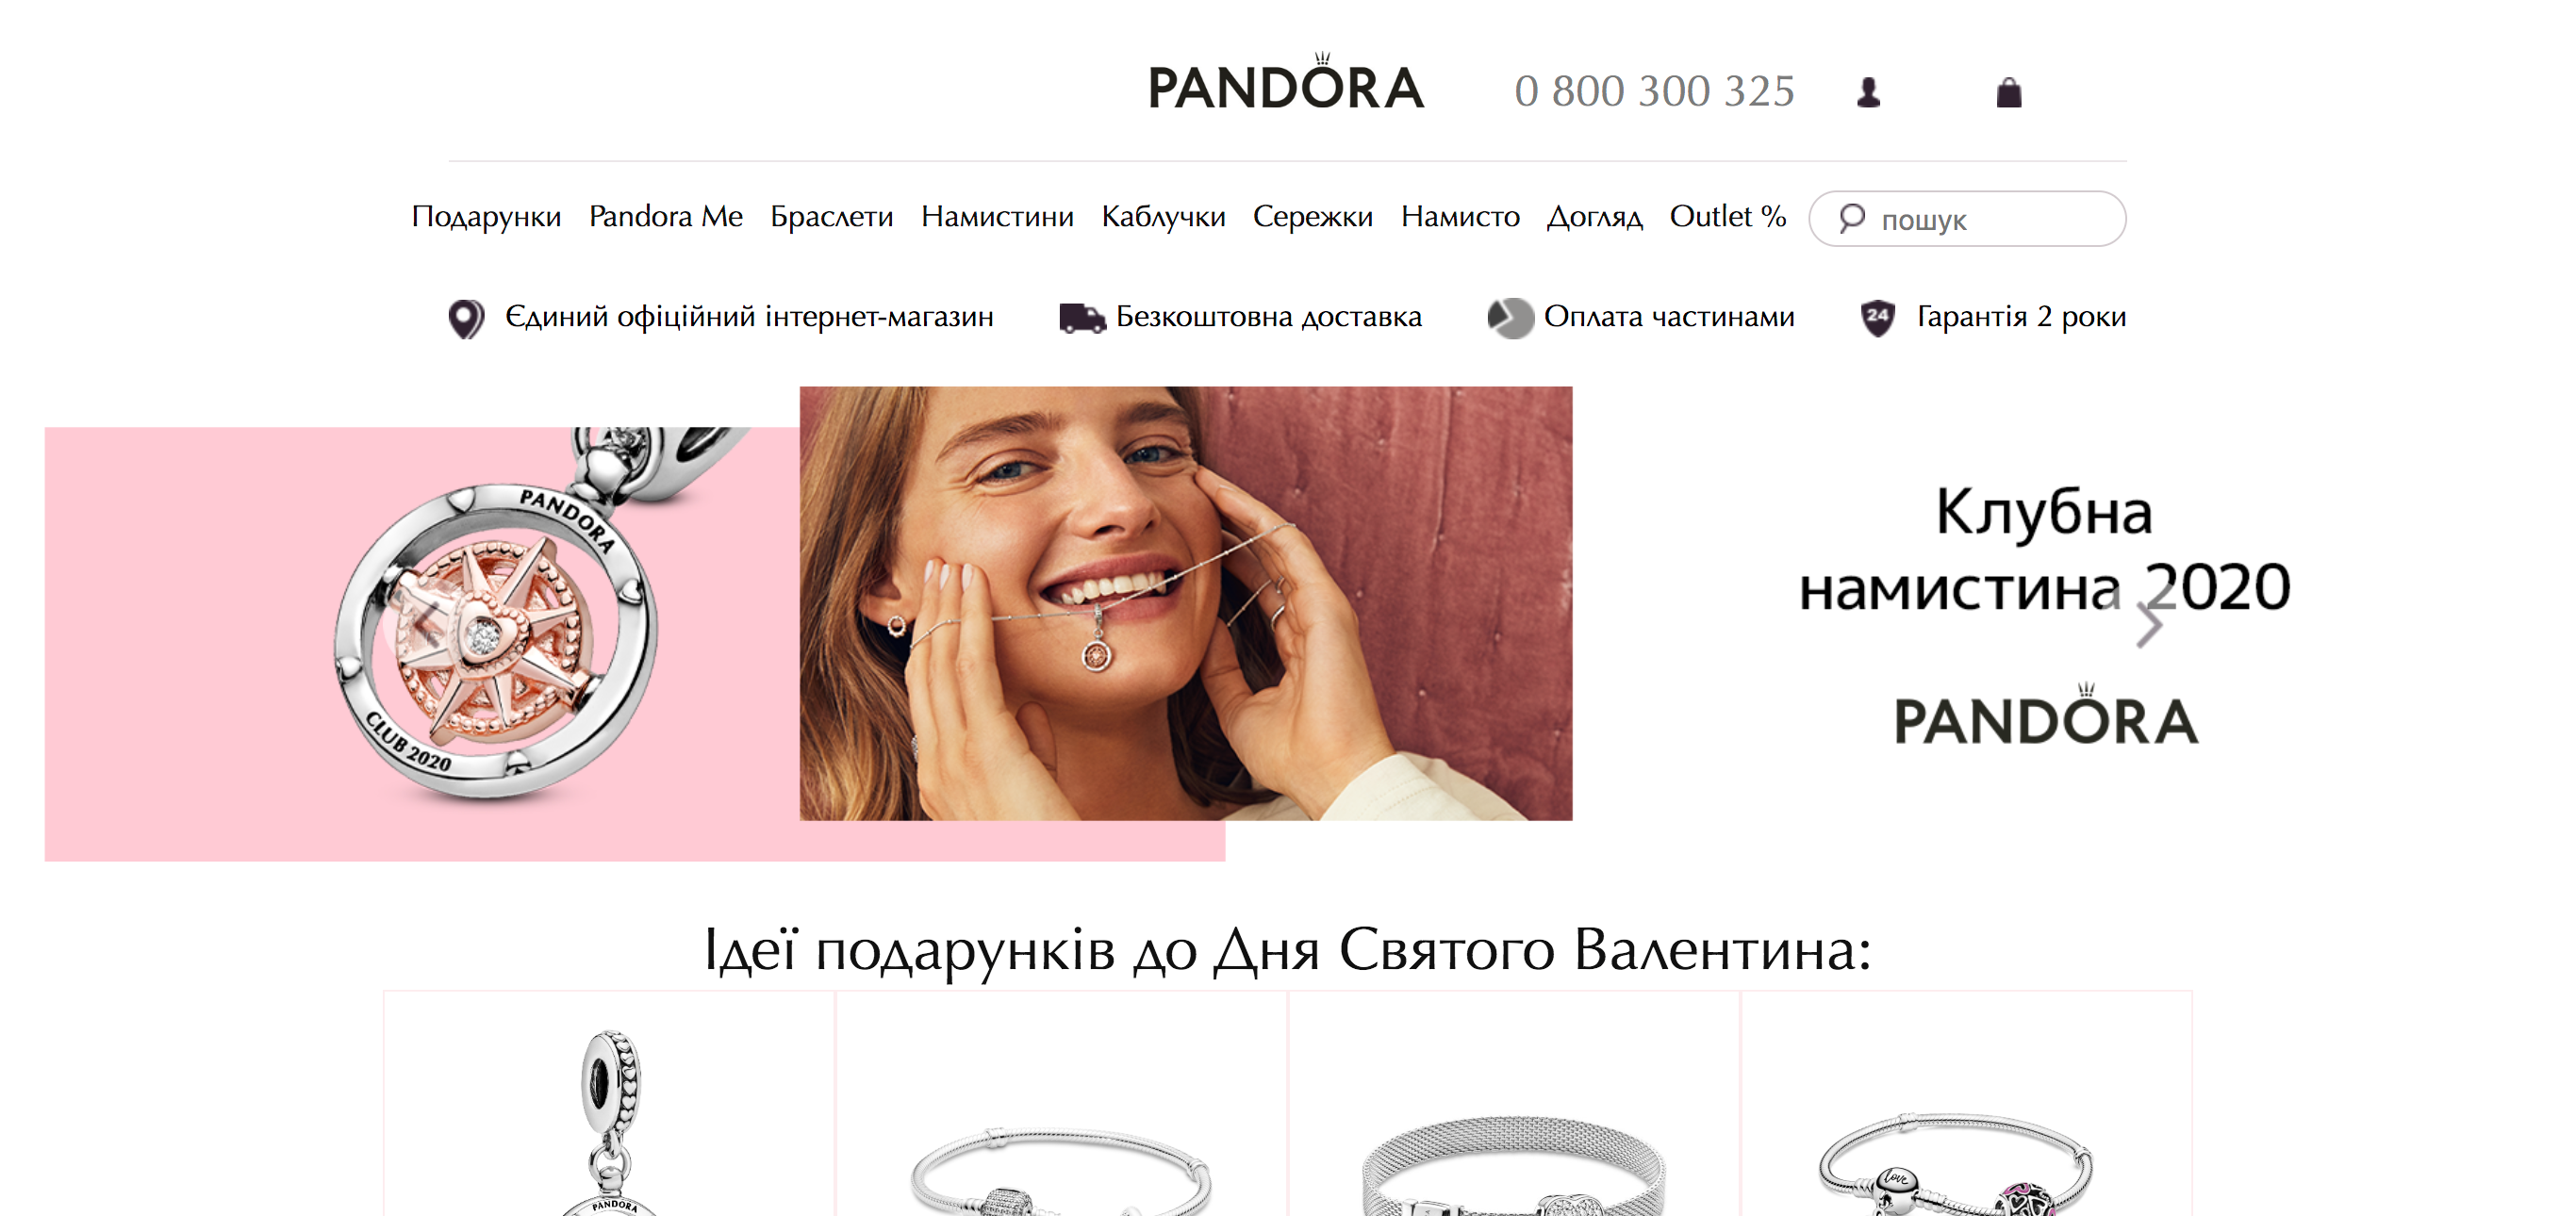 PANDORA
0 800 300 325
Подарунки Pandora Me Браслети Намистини Каблучки Сережки Намисто Догляд Outlet % пошук
Єдиний офіційний інтернет-магазин Безкоштовна доставка Оплата частинами 24 Гарантія 2 роки
PANDORA
CLUB 2020
Клубна
намистина 2020
PANDORA
Ідеї подарунків до Дня Святого Валентина:
PANDORA
love